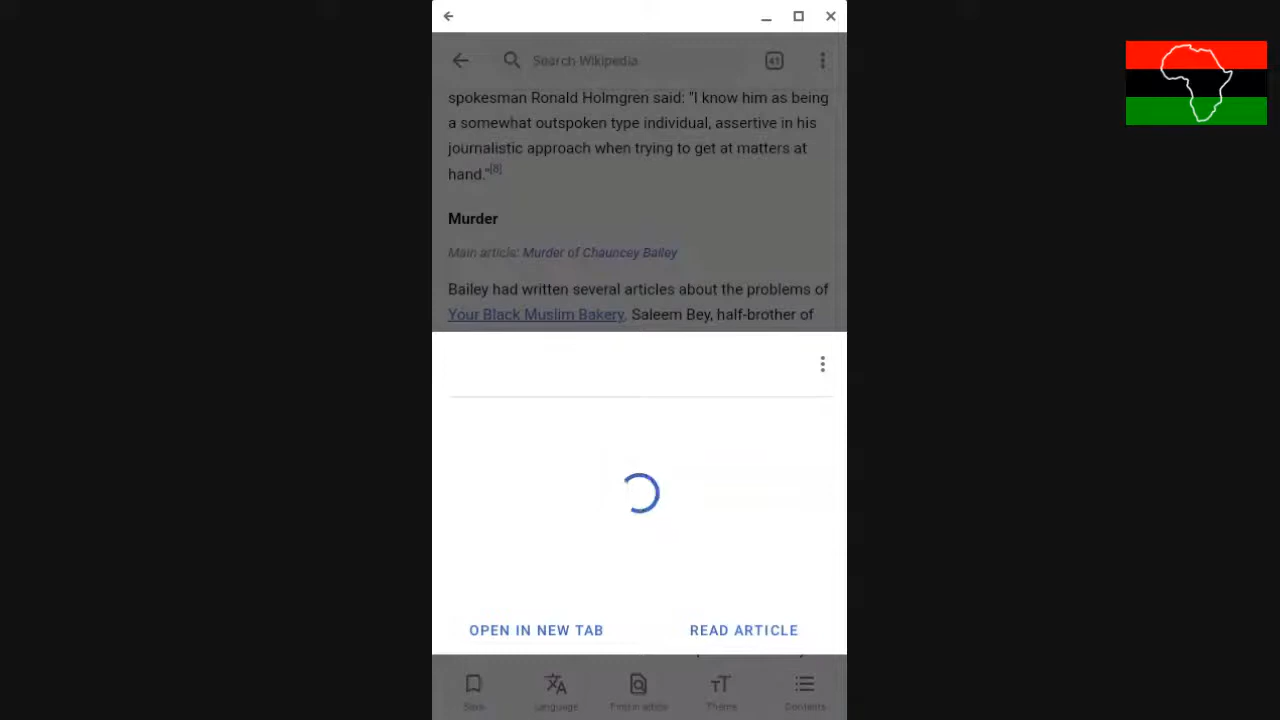 Search Wikipedia
41
spokesman Ronald Holmgren said: "I know him as being
a somewhat outspoken type individual, assertive in his
journalistic approach when trying to get at matters at
hand."[8]
Murder
Main article: Murder of Chauncey Bailey
Bailey had written several articles about the problems of
Your Black Muslim Bakery. Saleem Bey, half-brother of
OPEN IN NEW TAB
READ ARTICLE
Save
Language
Find in article
Theme
Contents